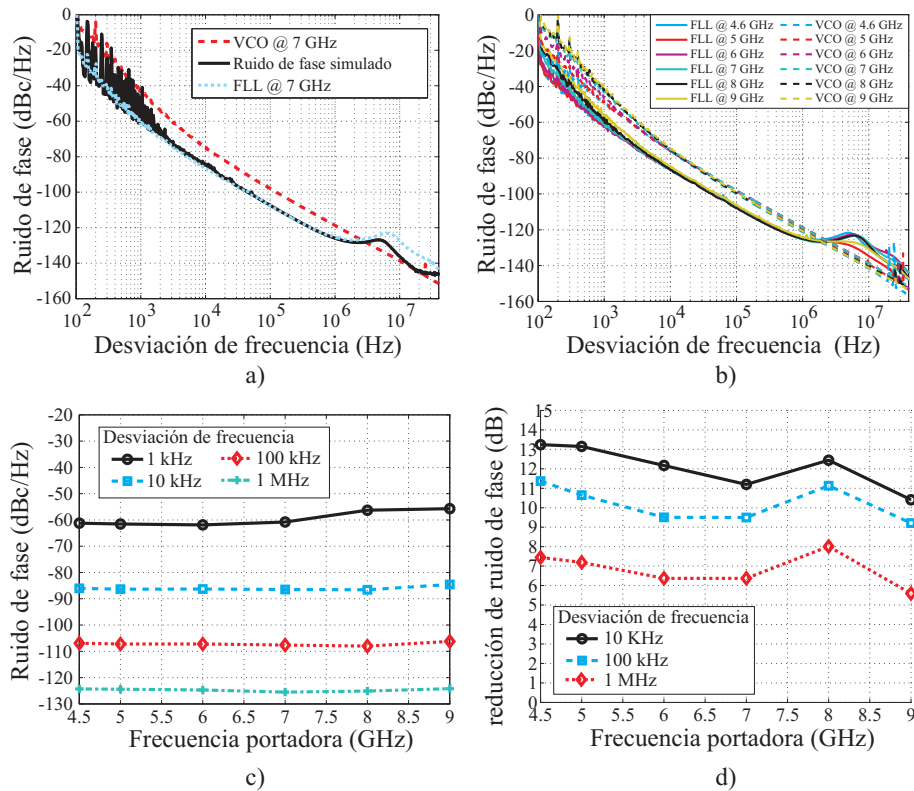 0
-20
-40
-60
-80
-100
-120
-140
-160
Ruido de fase (dBc/Hz)
VCO @ 7 GHz
Ruido de fase simulado
FLL @ 7 GHz
10^2 10^3 10^4 10^5 10^6 10^7
Desviación de frecuencia (Hz)
a)
0
-20
-40
-60
-80
-100
-120
-140
-160
Ruido de fase (dBc/Hz)
FLL @ 4.6 GHz VCO @ 4.6 GHz
FLL @ 5 GHz VCO @ 5 GHz
FLL @ 6 GHz VCO @ 6 GHz
FLL @ 7 GHz VCO @ 7 GHz
FLL @ 8 GHz VCO @ 8 GHz
FLL @ 9 GHz VCO @ 9 GHz
10^2 10^3 10^4 10^5 10^6 10^7
Desviación de frecuencia (Hz)
b)
-20
-30
-40
-50
-60
-70
-80
-90
-100
-110
-120
-130
Ruido de fase (dBc/Hz)
Desviación de frecuencia
1 kHz 100 kHz
10 kHz 1 MHz
4.5 5 5.5 6 6.5 7 7.5 8 8.5 9
Frecuencia portadora (GHz)
c)
15
14
13
12
11
10
9
8
7
6
5
4
3
2
1
0
reducción de ruido de fase (dB)
Desviación de frecuencia
10 KHz
100 kHz
1 MHz
4.5 5 5.5 6 6.5 7 7.5 8 8.5 9
Frecuencia portadora (GHz)
d)